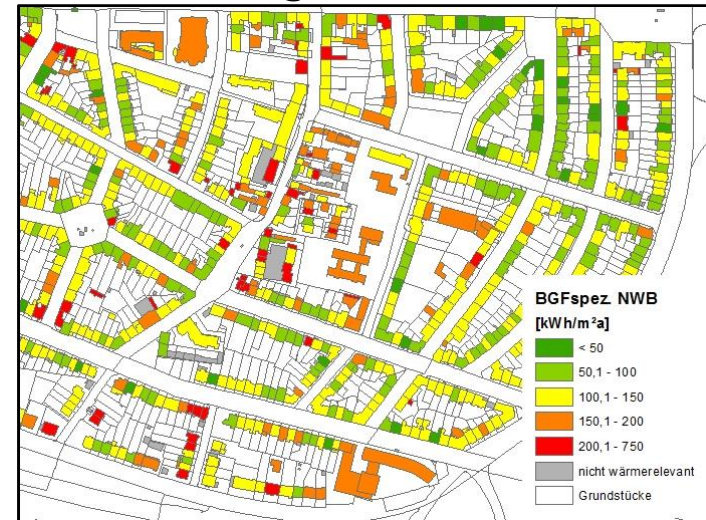 BGFspez. NWB
[kWh/m²a]
< 50
50,1 - 100
100,1 - 150
150,1 - 200
200,1 - 750
nicht wärmerelevant
Grundstücke